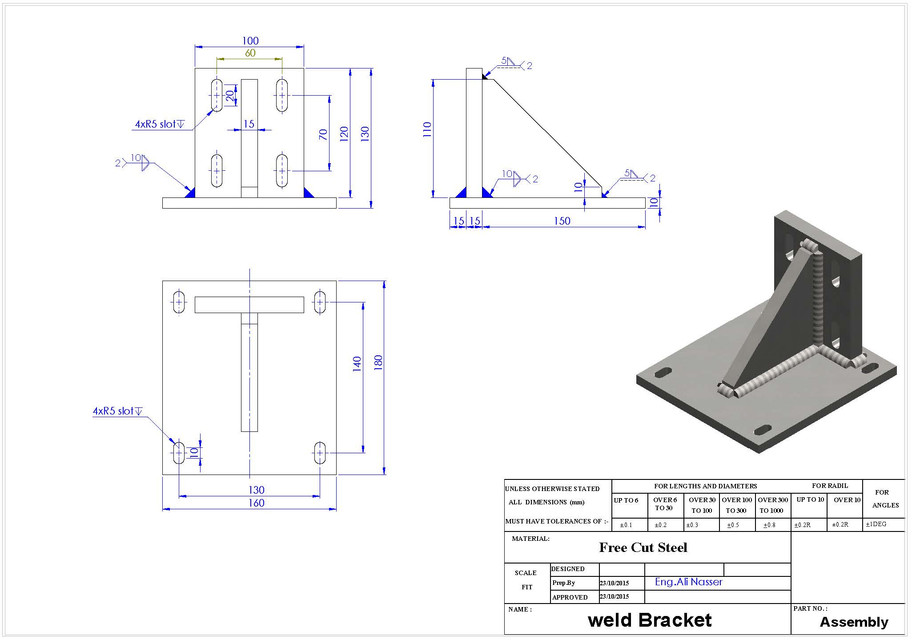 100
60
20
4xR5 slot
15
70
120
130
2
10
5
2
110
10
2
10
5
2
10
15
15
150
4xR5 slot
10
140
180
130
160
UNLESS OTHERWISE STATED
ALL DIMENSIONS (mm)
MUST HAVE TOLERANCES OF :-
FOR LENGTHS AND DIAMETERS
FOR RADIL
FOR ANGLES
UP TO 6
OVER 6 TO 30
OVER 30 TO 100
OVER 100 TO 300
OVER 300 TO 1000
UP TO 10
OVER 10
±0.1
±0.2
±0.3
±0.5
±0.8
±0.2R
±0.2R
±1DEG
MATERIAL:
Free Cut Steel
SCALE
FIT
DESIGNED
Prep.By 23/10/2015 Eng.Ali Nasser
APPROVED 23/10/2015
NAME :
weld Bracket
PART NO. :
Assembly